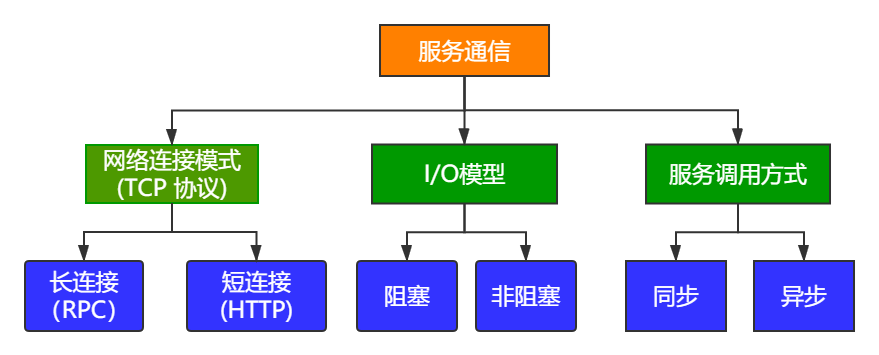 服务通信
网络连接模式
(TCP 协议)
I/O模型
服务调用方式
长连接
（RPC）
短连接
(HTTP)
阻塞
非阻塞
同步
异步